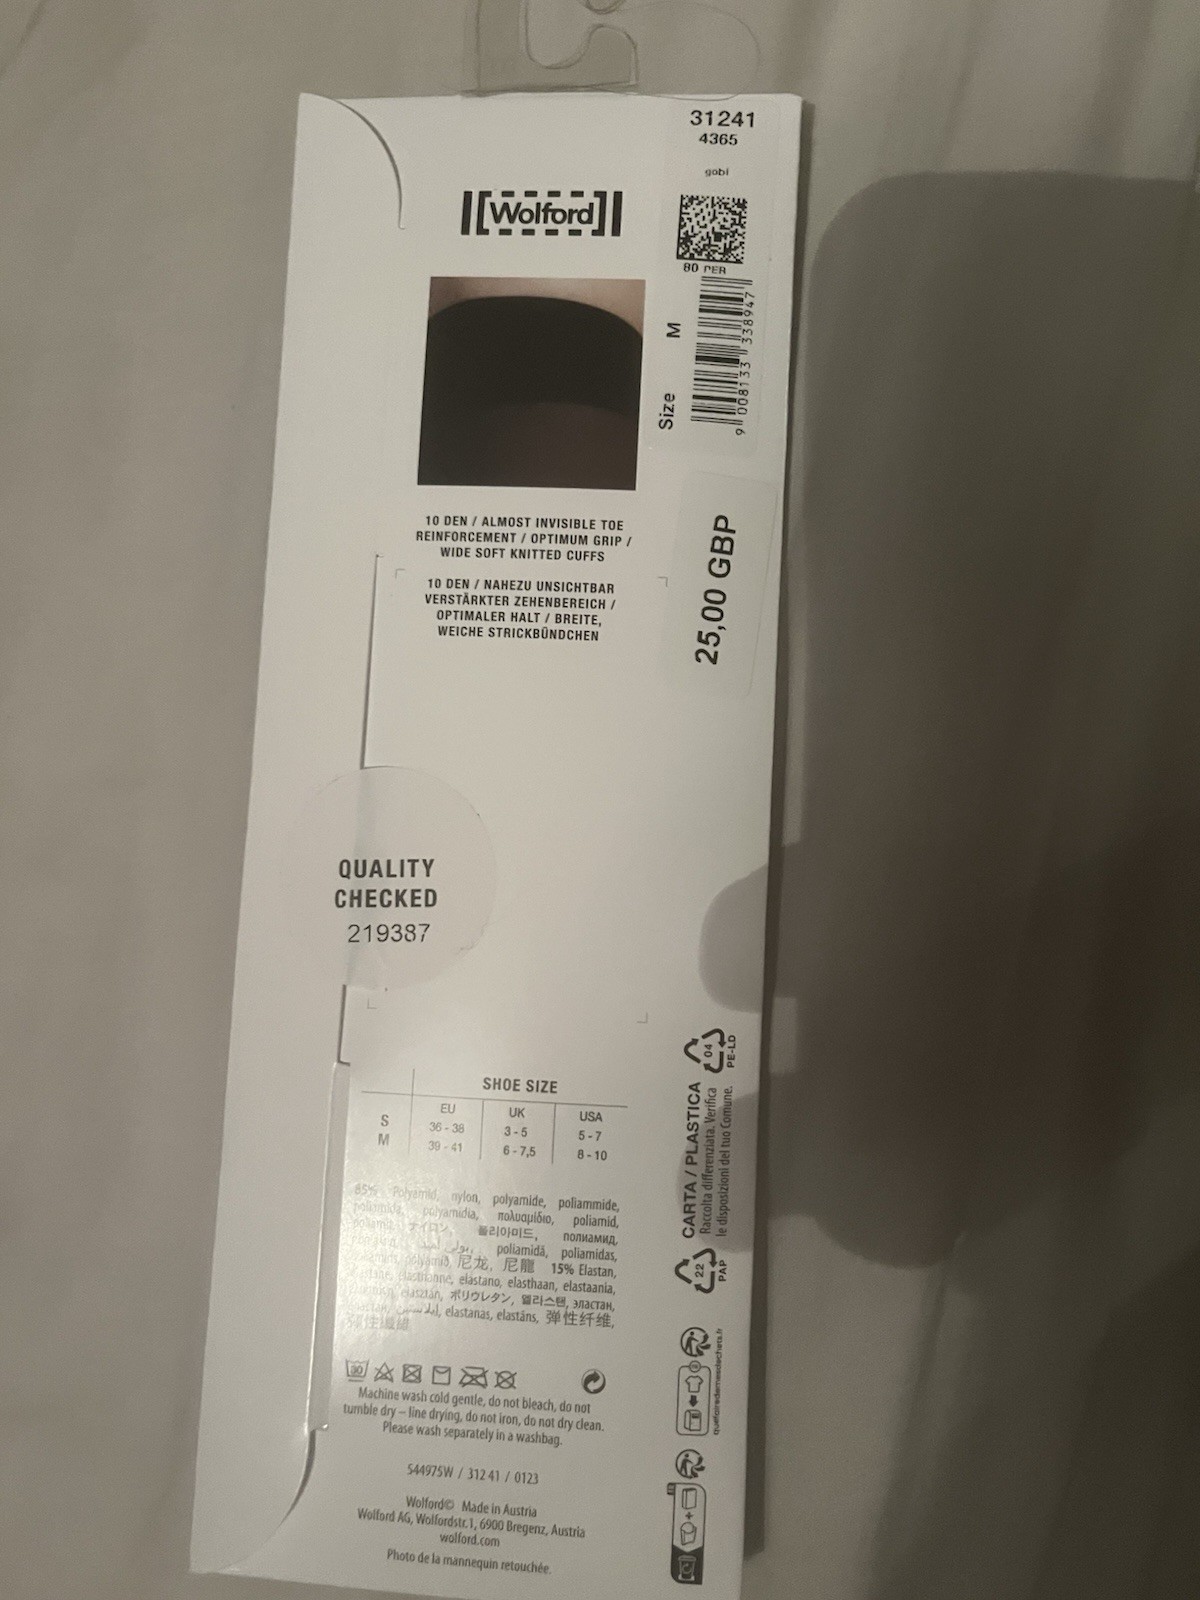 31241
4365
gobi
Wolford
80 PER
Size M
9 008133 338947
10 DEN / ALMOST INVISIBLE TOE
REINFORCEMENT / OPTIMUM GRIP /
WIDE SOFT KNITTED CUFFS
10 DEN / NAHEZU UNSICHTBAR
VERSTÄRKTER ZEHENBEREICH /
OPTIMALER HALT / BREITE,
WEICHE STRICKBÜNDCHEN
25,00 GBP
QUALITY
CHECKED
219387
SHOE SIZE
EU UK USA
S 36 - 38 3 - 5 5 - 7
M 39 - 41 6 - 7,5 8 - 10
85% Polyamid, nylon, polyamide, poliammide,
poliamida, polyamidia, πολυαμίδιο, poliamid,
ナイロン, 폴리아미드, полиамид,
poliamidă, poliamidas,
尼龙, 尼龍 15% Elastan,
elasthanne, elastano, elasthaan, elastaania,
elasztán, ポリウレタン, 엘라스탠, эластан,
elastanas, elastāns, 弹性纤维,
30
Machine wash cold gentle, do not bleach, do not
tumble dry – line drying, do not iron, do not dry clean.
Please wash separately in a washbag.
544975W / 312 41 / 0123
Wolford© Made in Austria
Wolford AG, Wolfordstr.1, 6900 Bregenz, Austria
wolford.com
Photo de la mannequin retouchée.
04
PE-LD
CARTA / PLASTICA
Raccolta differenziata. Verifica
le disposizioni del tuo Comune.
22
PAP
quefairedemesdechets.fr